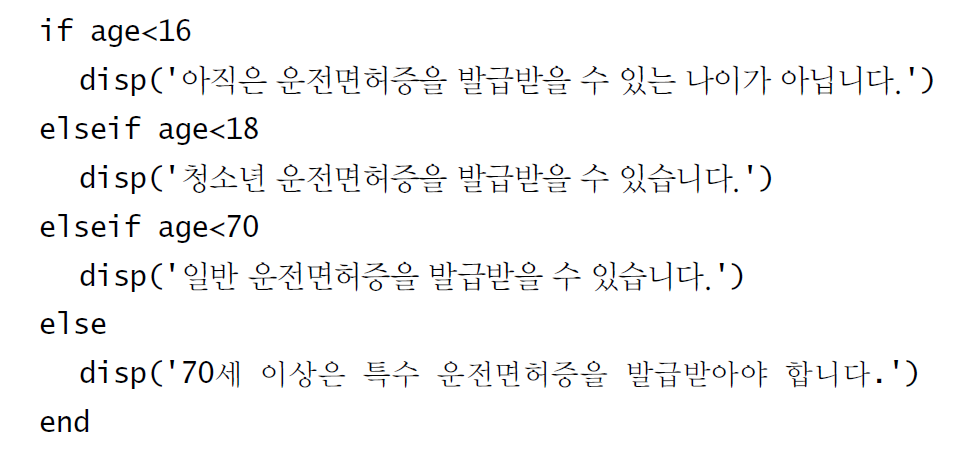 if age<16
disp('아직은 운전면허증을 발급받을 수 있는 나이가 아닙니다.')
elseif age<18
disp('청소년 운전면허증을 발급받을 수 있습니다.')
elseif age<70
disp('일반 운전면허증을 발급받을 수 있습니다.')
else
disp('70세 이상은 특수 운전면허증을 발급받아야 합니다.')
end